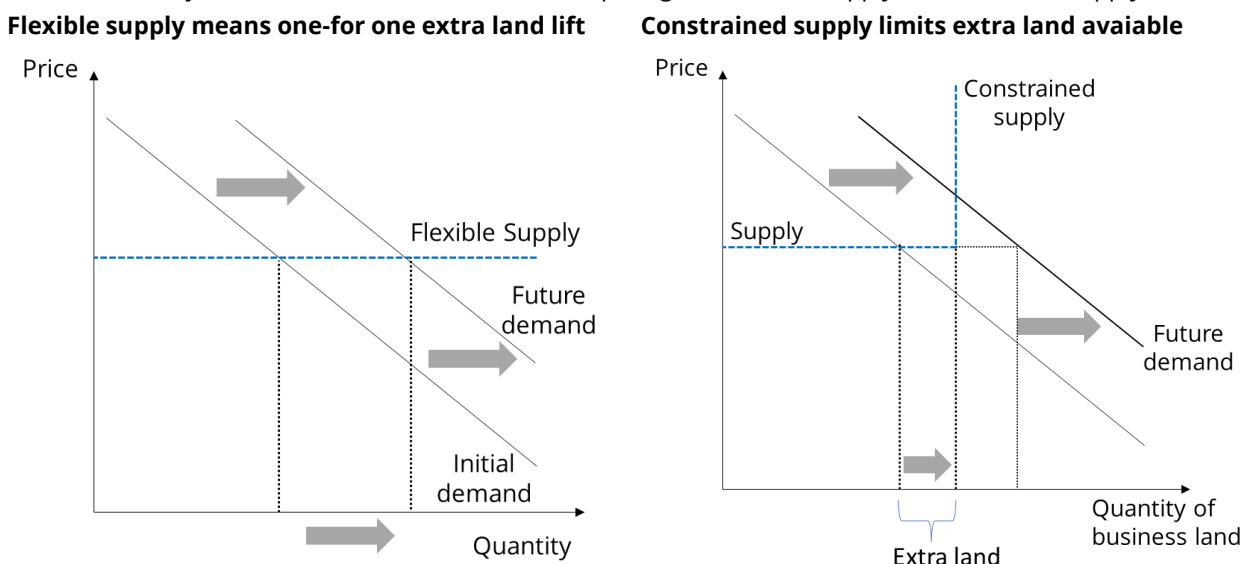 Flexible supply means one-for one extra land lift
Price
Flexible Supply
Future
demand
Initial
demand
Quantity
Constrained supply limits extra land avaiable
Price
Constrained
supply
Supply
Future
demand
Quantity of
business land
Extra land